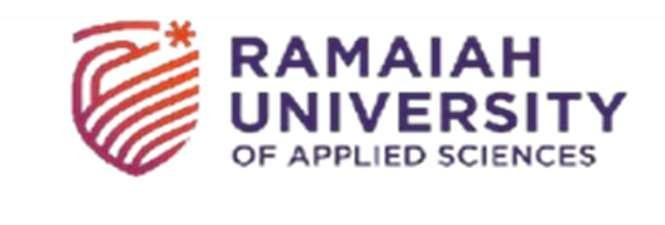 RAMAIAH
UNIVERSITY
OF APPLIED SCIENCES